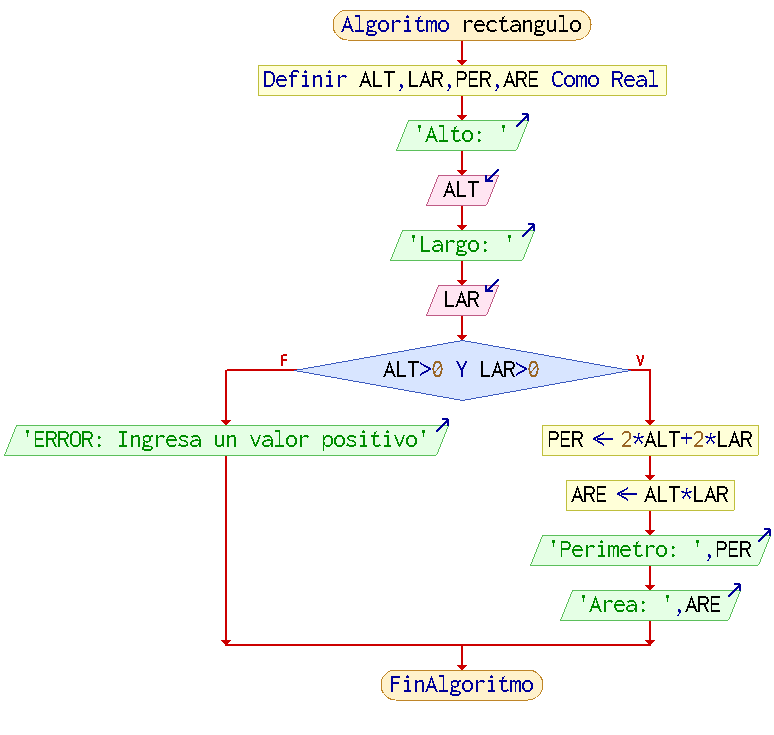 Algoritmo rectangulo
Definir ALT,LAR,PER,ARE Como Real
'Alto: '
ALT
'Largo: '
LAR
ALT>0 Y LAR>0
F
V
'ERROR: Ingresa un valor positivo'
PER ← 2*ALT+2*LAR
ARE ← ALT*LAR
'Perimetro: ',PER
'Area: ',ARE
FinAlgoritmo